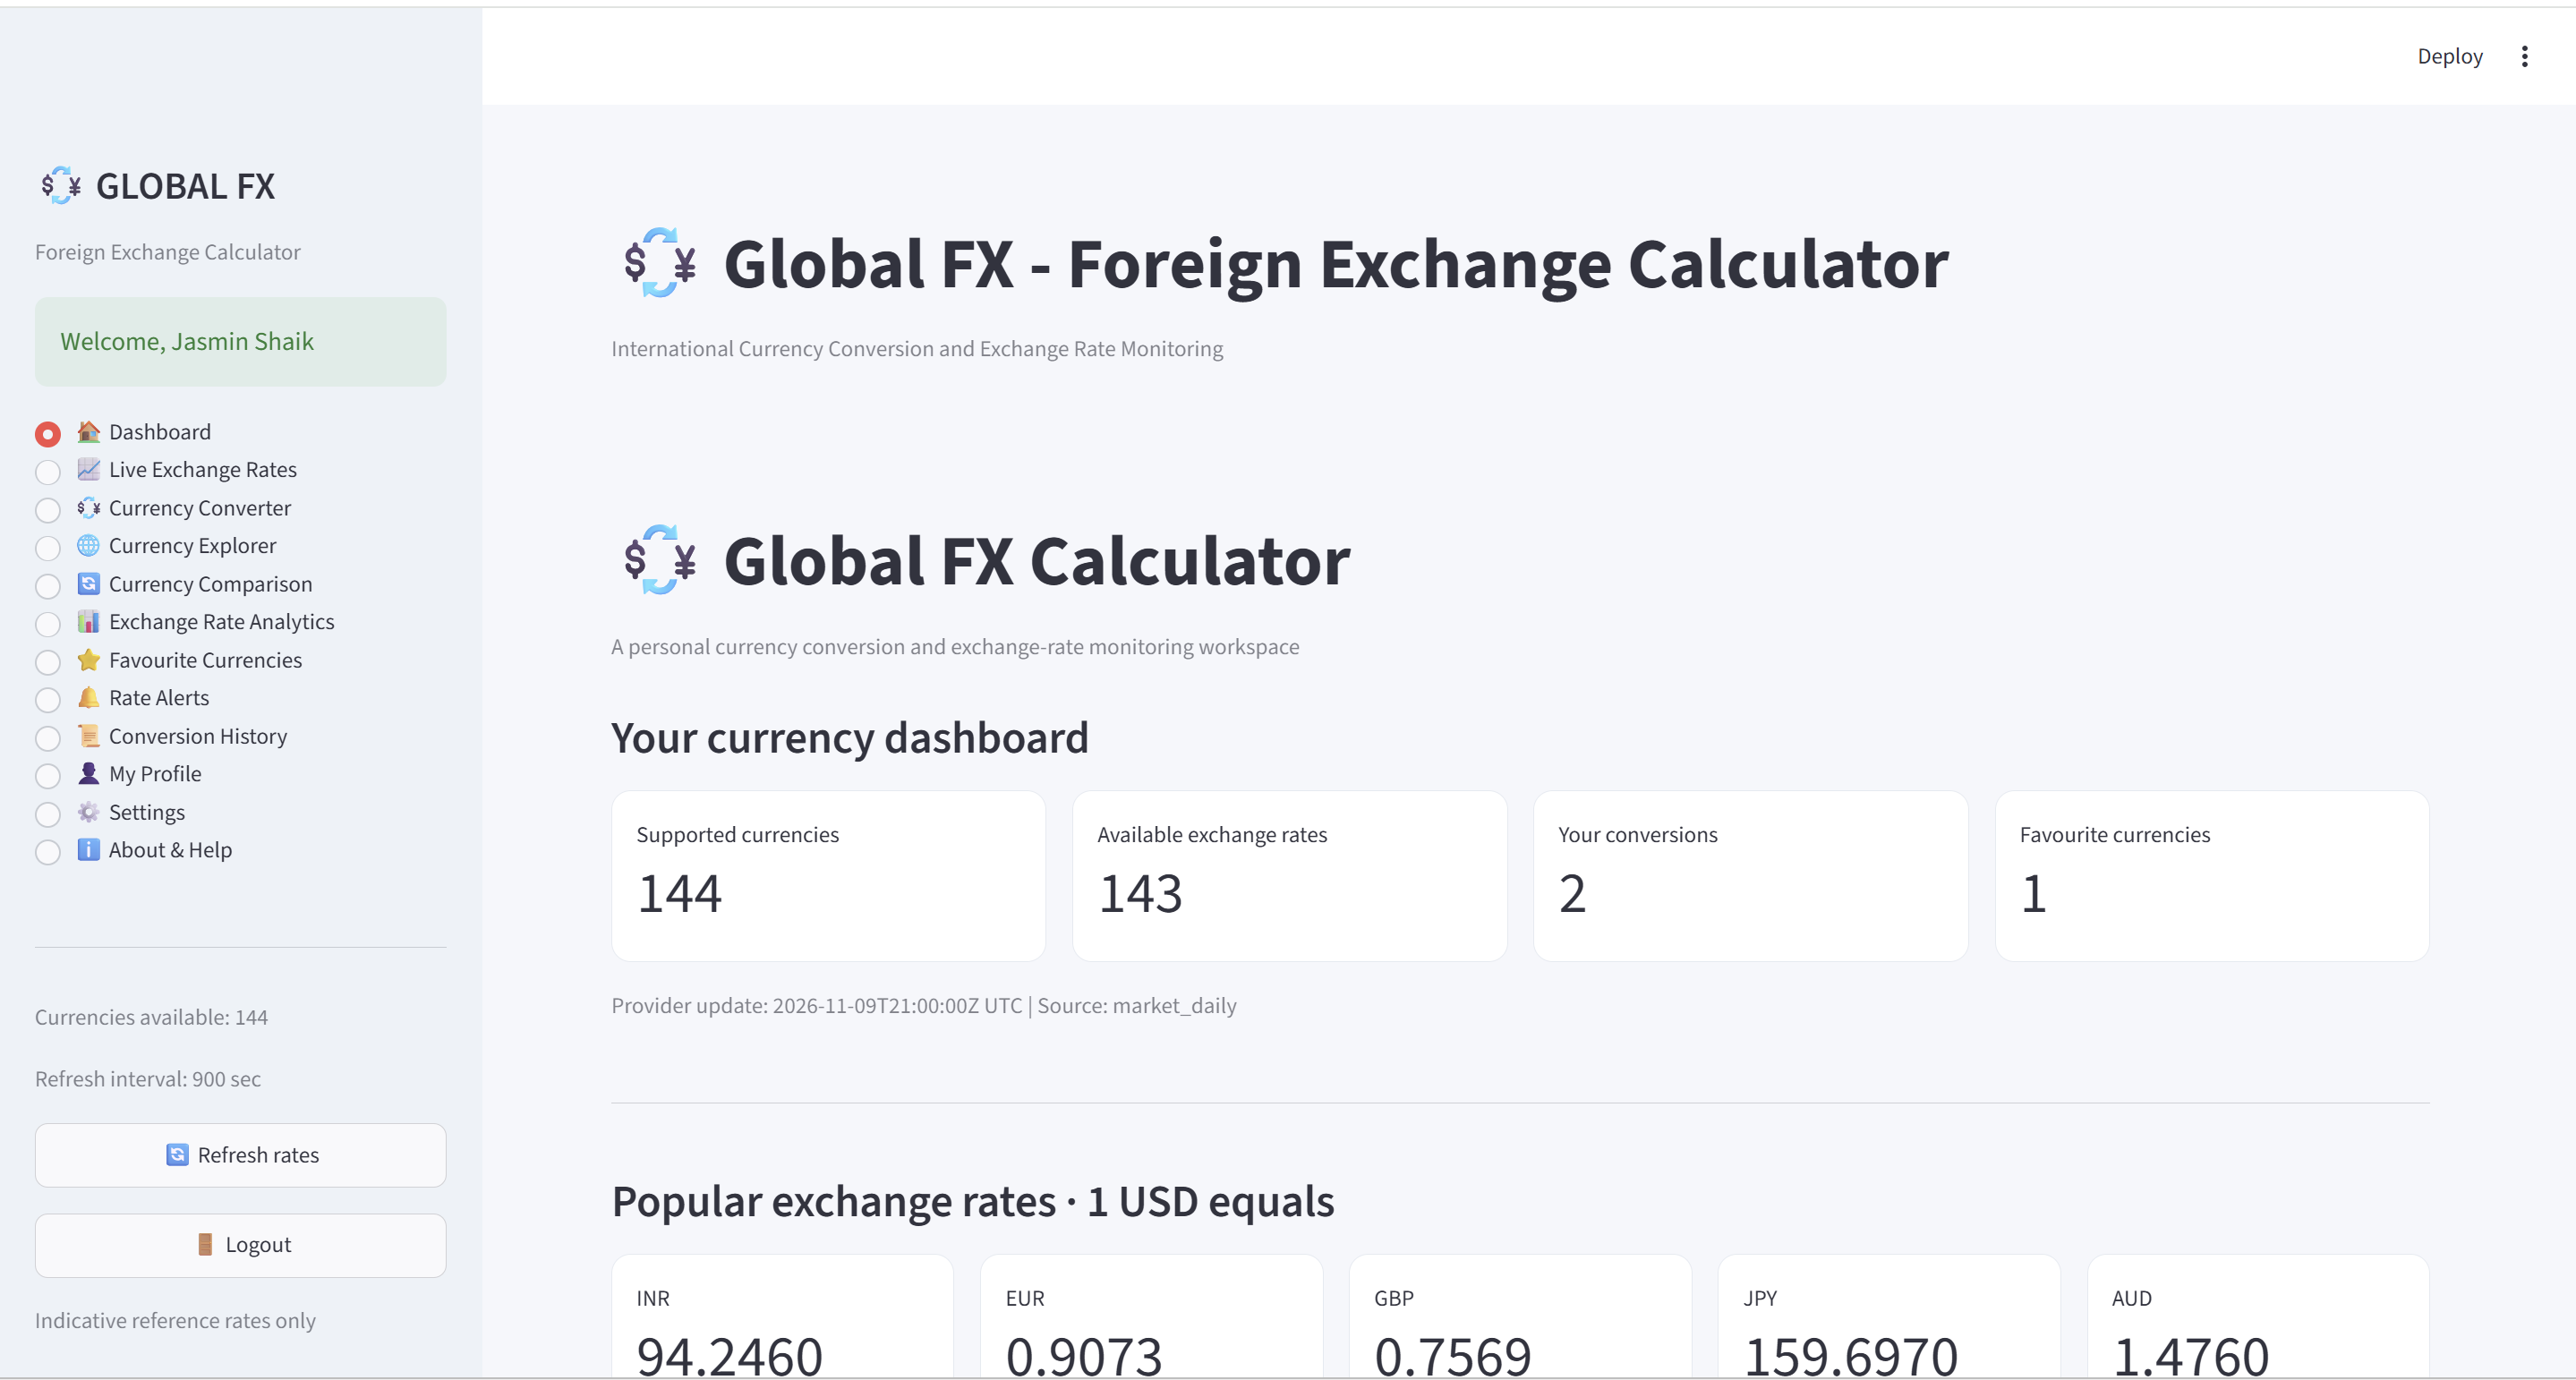 Deploy
GLOBAL FX
Foreign Exchange Calculator
Welcome, Jasmin Shaik
Dashboard
Live Exchange Rates
Currency Converter
Currency Explorer
Currency Comparison
Exchange Rate Analytics
Favourite Currencies
Rate Alerts
Conversion History
My Profile
Settings
About & Help
Currencies available: 144
Refresh interval: 900 sec
Refresh rates
Logout
Indicative reference rates only
Global FX - Foreign Exchange Calculator
International Currency Conversion and Exchange Rate Monitoring
Global FX Calculator
A personal currency conversion and exchange-rate monitoring workspace
Your currency dashboard
Supported currencies
144
Available exchange rates
143
Your conversions
2
Favourite currencies
1
Provider update: 2026-11-09T21:00:00Z UTC | Source: market_daily
Popular exchange rates · 1 USD equals
INR
94.2460
EUR
0.9073
GBP
0.7569
JPY
159.6970
AUD
1.4760